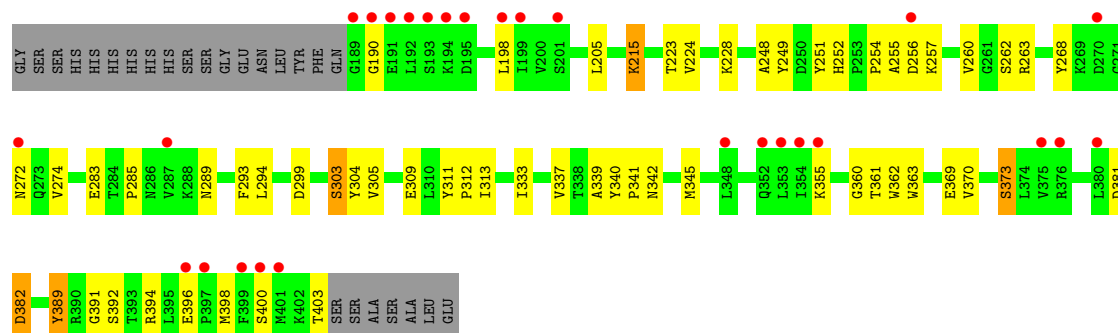 GLY SER SER HIS HIS HIS HIS HIS HIS SER SER GLY GLU ASN LEU TYR PHE GLN G189 G190 E191 L192 S193 K194 D195 L198 I199 V200 S201 L205 K215 T223 V224 K228 A248 Y249 D250 Y251 H252 P253 P254 A255 D256 K257 V260 G261 S262 R263 Y268 K269 D270 C271
N272 Q273 V274 E283 T284 P285 N286 V287 K288 N289 F293 L294 D299 S303 Y304 V305 E309 L310 Y311 P312 I313 I333 V337 T338 A339 Y340 P341 N342 M345 L348 Q352 L353 I354 K355 G360 T361 W362 W363 E369 V370 S373 L374 V375 R376 L380 D381
D382 Y389 R390 G391 S392 T393 R394 L395 E396 P397 M398 F399 S400 M401 K402 T403 SER SER ALA SER ALA LEU GLU